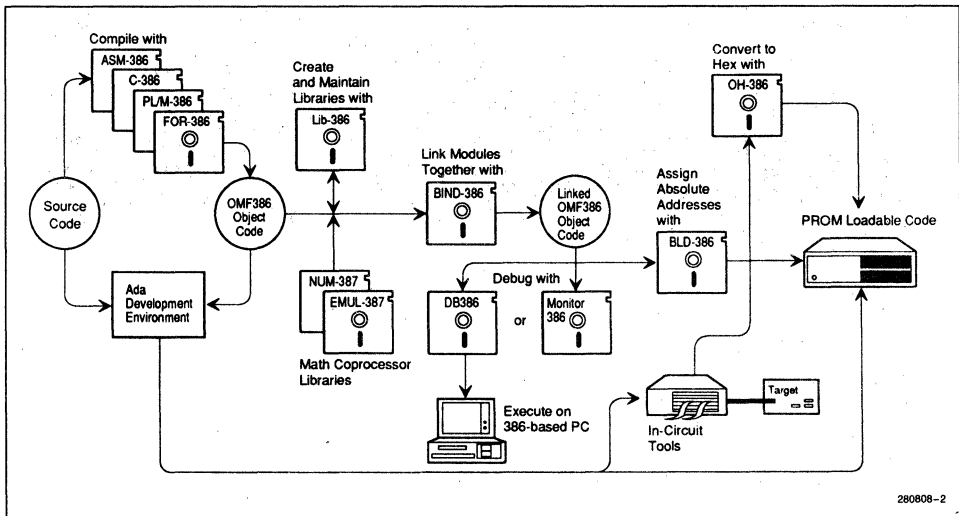 Compile with
ASM-386
C-386
PL/M-386
FOR-386
Source
Code
Ada
Development
Environment
OMF386
Object
Code
Create
and Maintain
Libraries with
Lib-386
NUM-387
EMUL-387
Math Coprocessor
Libraries
Link Modules
Together with
BIND-386
Linked
OMF386
Object
Code
Debug with
DB386
or
Monitor
386
Execute on
386-based PC
Assign
Absolute
Addresses
with
BLD-386
Convert to
Hex with
OH-386
PROM Loadable Code
In-Circuit
Tools
Target
280808-2